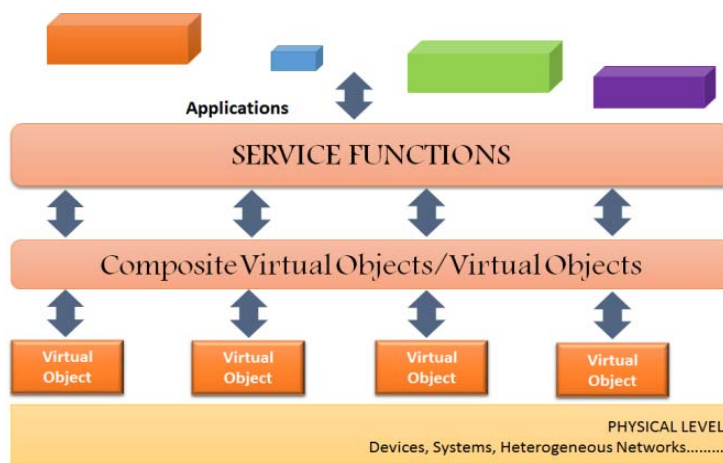 Applications
SERVICE FUNCTIONS
Composite Virtual Objects/Virtual Objects
Virtual
Object
Virtual
Object
Virtual
Object
Virtual
Object
PHYSICAL LEVEL
Devices, Systems, Heterogeneous Networks.........